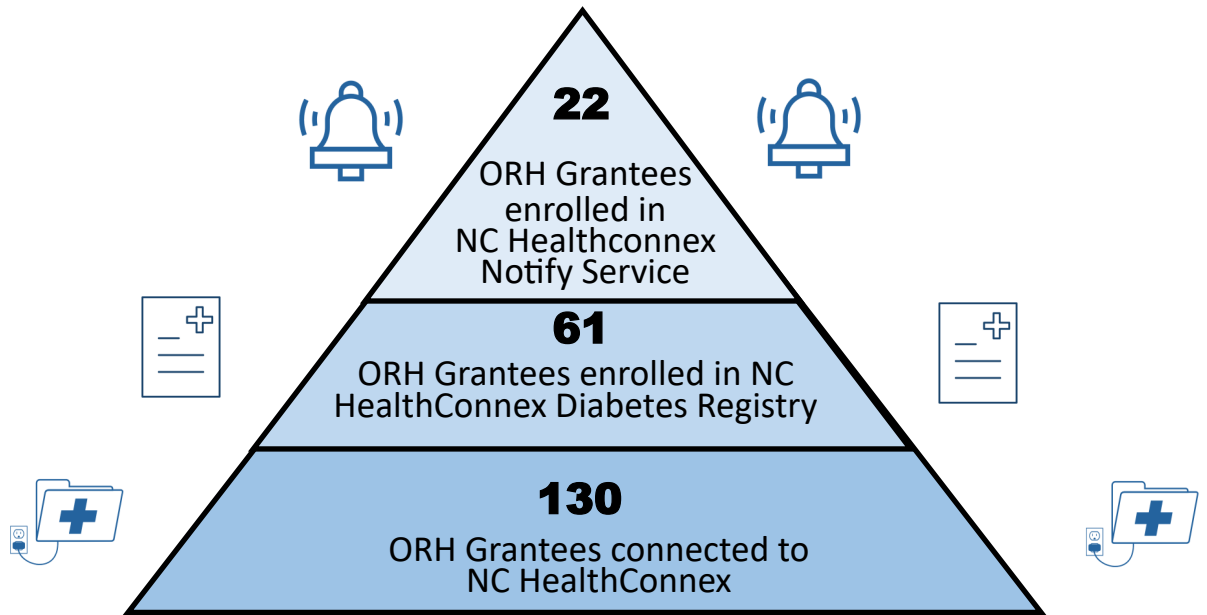 22
ORH Grantees
enrolled in
NC Healthconnex
Notify Service
61
ORH Grantees enrolled in NC
HealthConnex Diabetes Registry
130
ORH Grantees connected to
NC HealthConnex